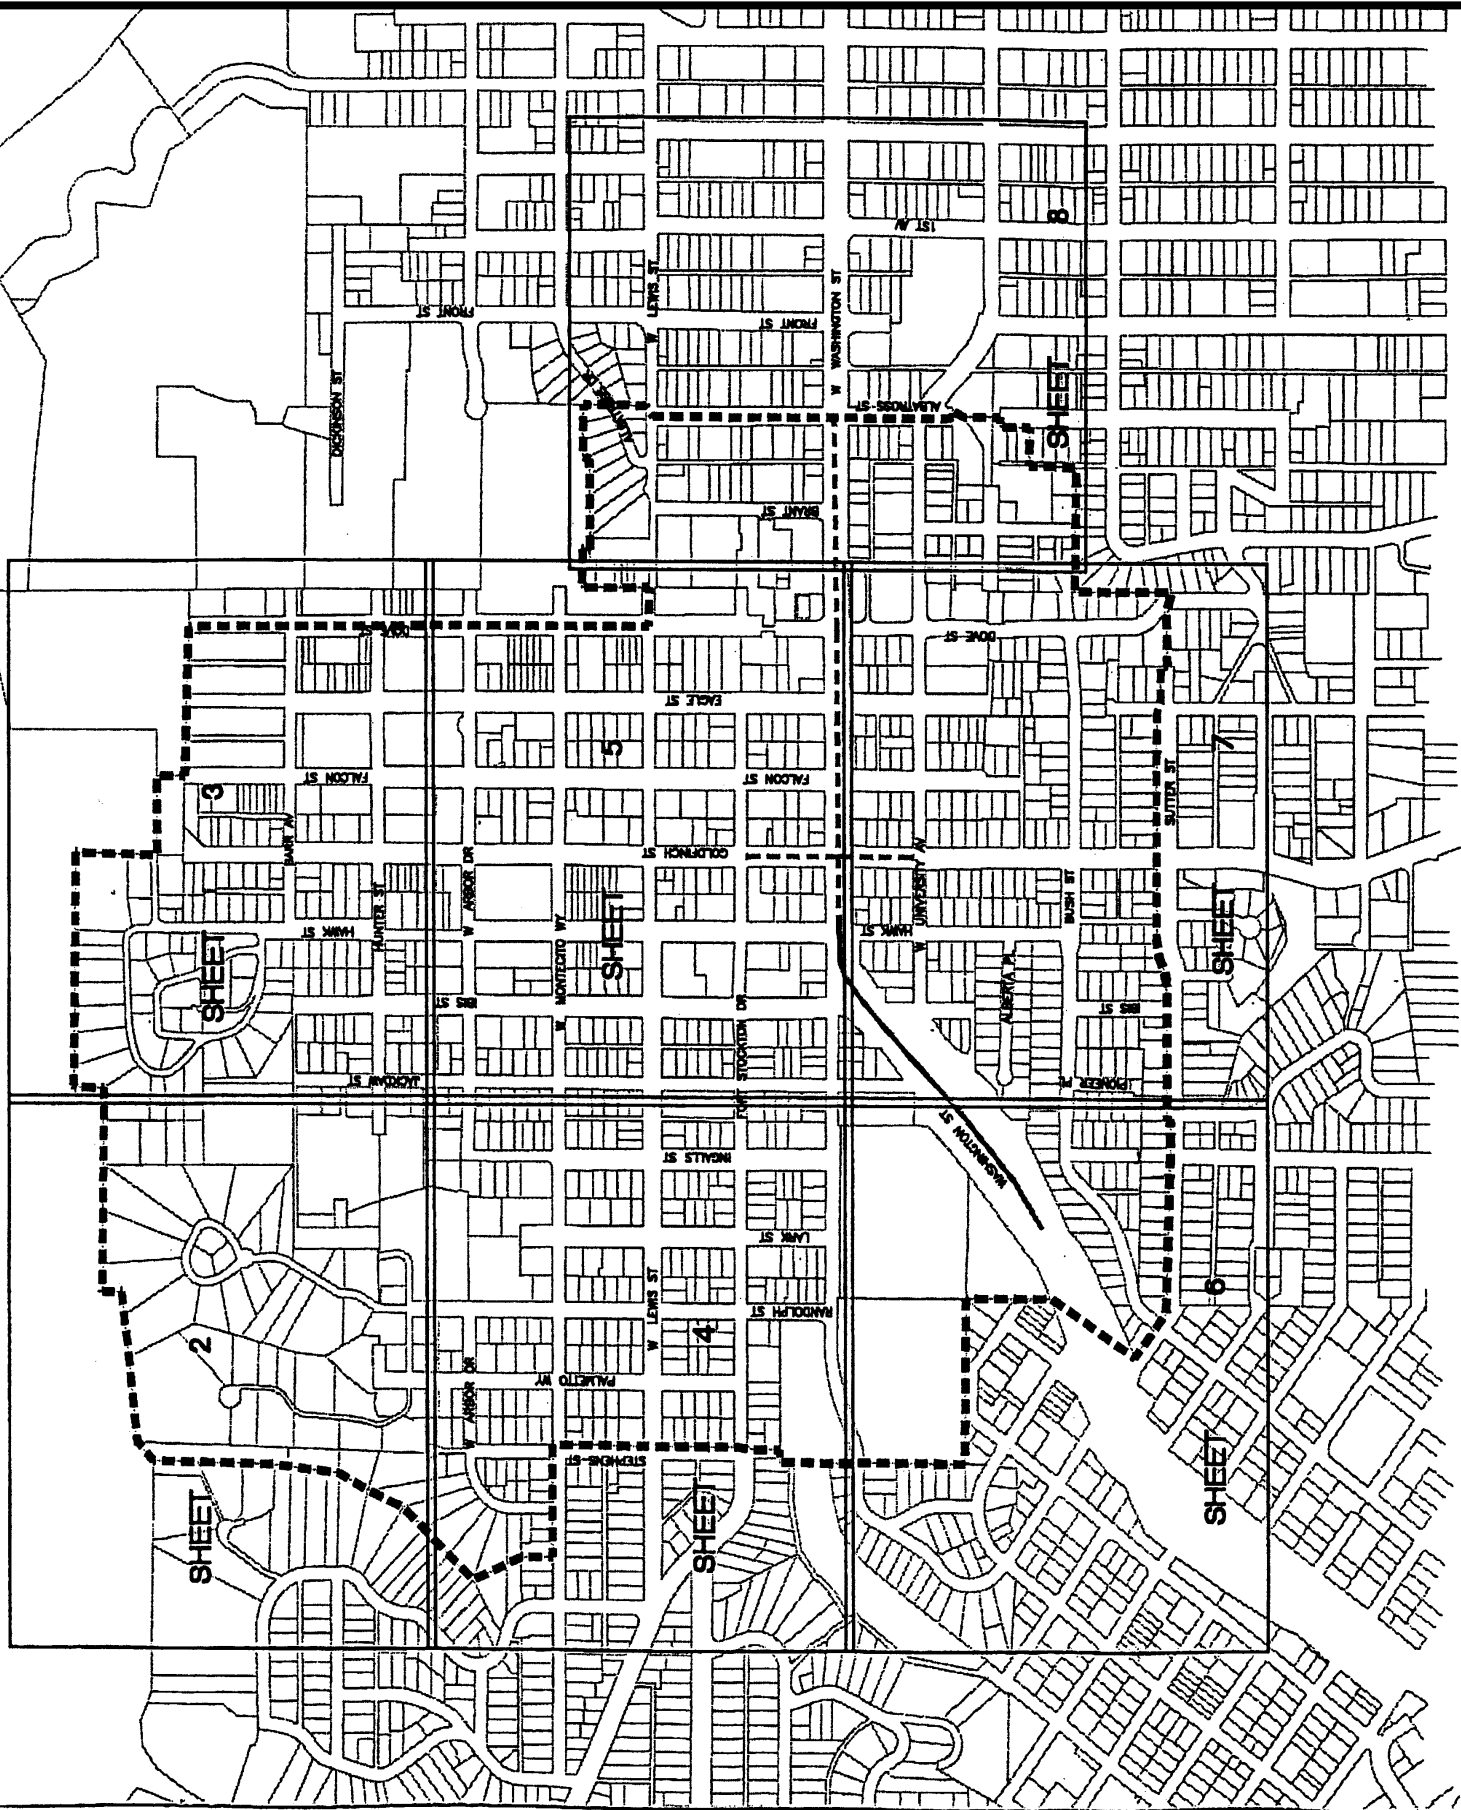 1ST AV
8
W LEWIS ST
W WASHINGTON ST
FRONT ST
FRONT ST
DICKINSON ST
ALBATROSS ST
SHEET
BRANT ST
DOVE ST
DOVE ST
EAGLE ST
5
7
FALCON ST
FALCON ST
3
SUTTER ST
BARR AV
GOLDFINCH ST
W ARBOR DR
HUNTER ST
HAWK ST
W MONTECITO WY
SHEET
HAWK ST
W UNIVERSITY AV
BUSH ST
SHEET
SHEET
IBIS ST
FORT STOCKTON DR
ALBERTA PL
IBIS ST
JACKDAW ST
PIONEER PL
WASHINGTON ST
INGALLS ST
LARK ST
6
W LEWIS ST
RANDOLPH ST
2
4
PALMETTO WY
W ARBOR DR
STEPHENS ST
SHEET
SHEET
SHEET